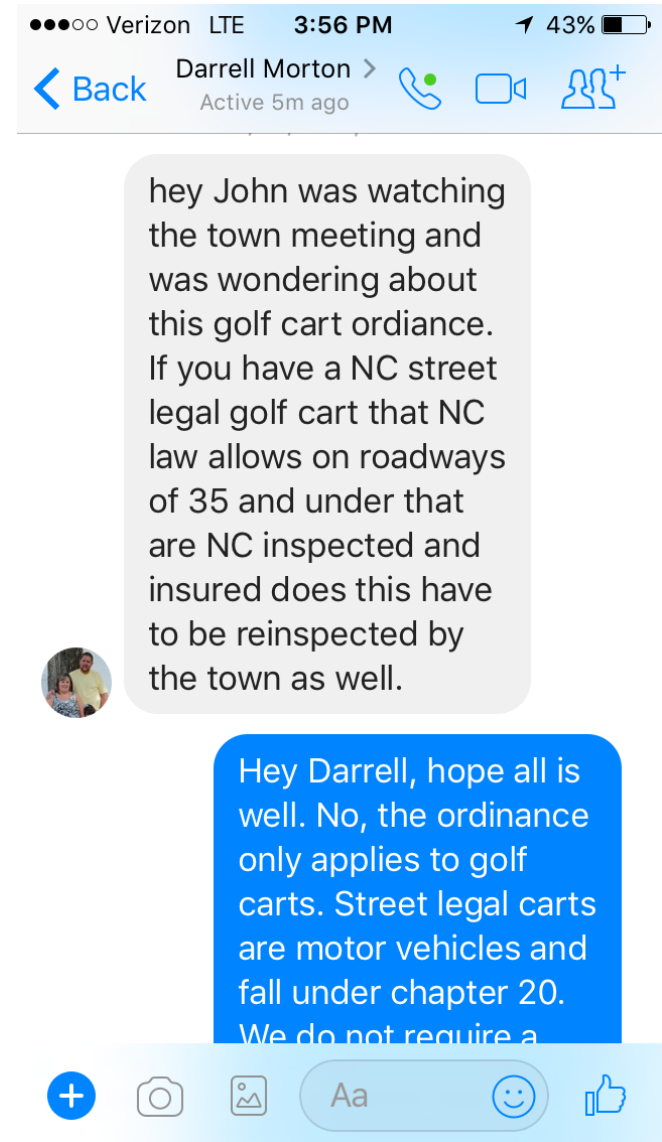 Verizon LTE 3:56 PM 43%
Back Darrell Morton
Active 5m ago
hey John was watching
the town meeting and
was wondering about
this golf cart ordiance.
If you have a NC street
legal golf cart that NC
law allows on roadways
of 35 and under that
are NC inspected and
insured does this have
to be reinspected by
the town as well.
Hey Darrell, hope all is
well. No, the ordinance
only applies to golf
carts. Street legal carts
are motor vehicles and
fall under chapter 20.
We do not require a
Aa